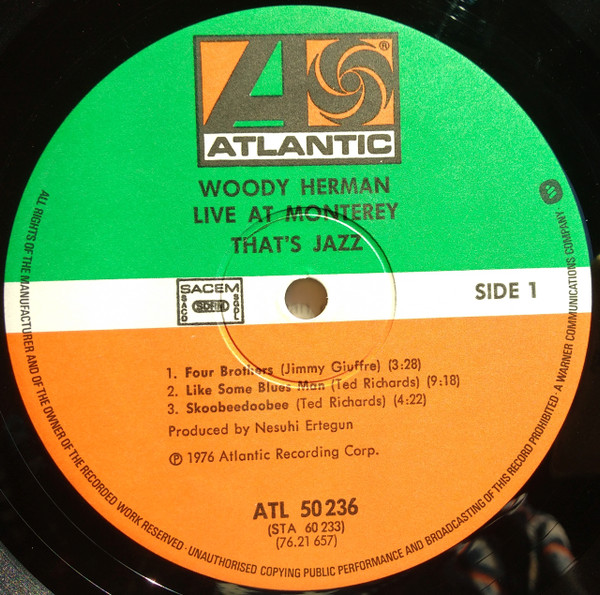 ATLANTIC
WOODY HERMAN
LIVE AT MONTEREY
THAT'S JAZZ
SACEM
SACD
SDRM
SGDL
SIDE 1
1. Four Brothers (Jimmy Giuffre) (3:28)
2. Like Some Blues Man (Ted Richards) (9:18)
3. Skoobeedoobee (Ted Richards) (4:22)
Produced by Nesuhi Ertegun
Ⓟ 1976 Atlantic Recording Corp.
ATL 50 236
(STA 60 233)
(76.21 657)
ALL RIGHTS OF THE MANUFACTURER AND OF THE OWNER OF THE RECORDED WORK RESERVED · UNAUTHORISED COPYING PUBLIC PERFORMANCE AND BROADCASTING OF THIS RECORD PROHIBITED · A WARNER COMMUNICATIONS COMPANY